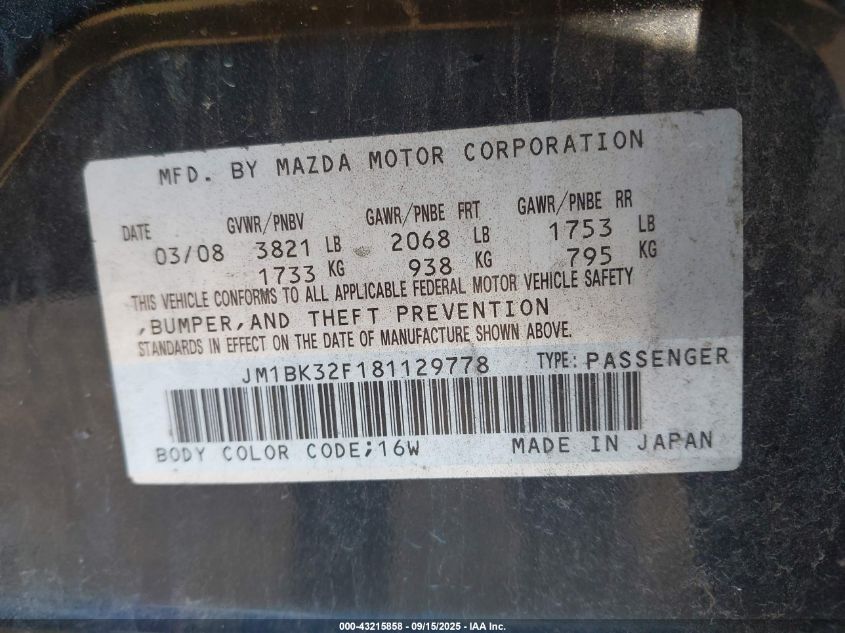 MFD. BY MAZDA MOTOR CORPORATION
DATE GVWR/PNBV GAWR/PNBE FRT GAWR/PNBE RR
03/08 3821 LB 2068 LB 1753 LB
1733 KG 938 KG 795 KG
THIS VEHICLE CONFORMS TO ALL APPLICABLE FEDERAL MOTOR VEHICLE SAFETY
,BUMPER,AND THEFT PREVENTION
STANDARDS IN EFFECT ON THE DATE OF MANUFACTURE SHOWN ABOVE.
JM1BK32F181129778 TYPE: PASSENGER
BODY COLOR CODE;16W MADE IN JAPAN
000-43215858 - 09/15/2025 - IAA Inc.